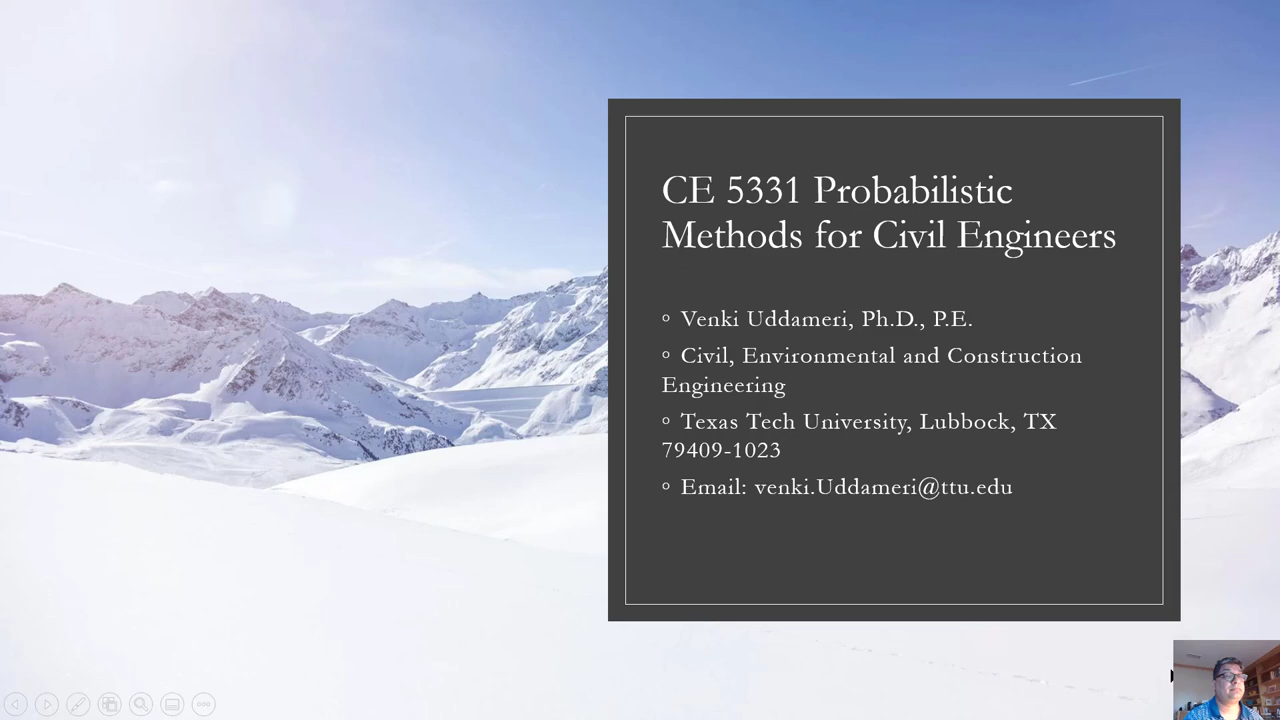 CE 5331 Probabilistic
Methods for Civil Engineers
◦ Venki Uddameri, Ph.D., P.E.
◦ Civil, Environmental and Construction
Engineering
◦ Texas Tech University, Lubbock, TX
79409-1023
◦ Email: venki.Uddameri@ttu.edu